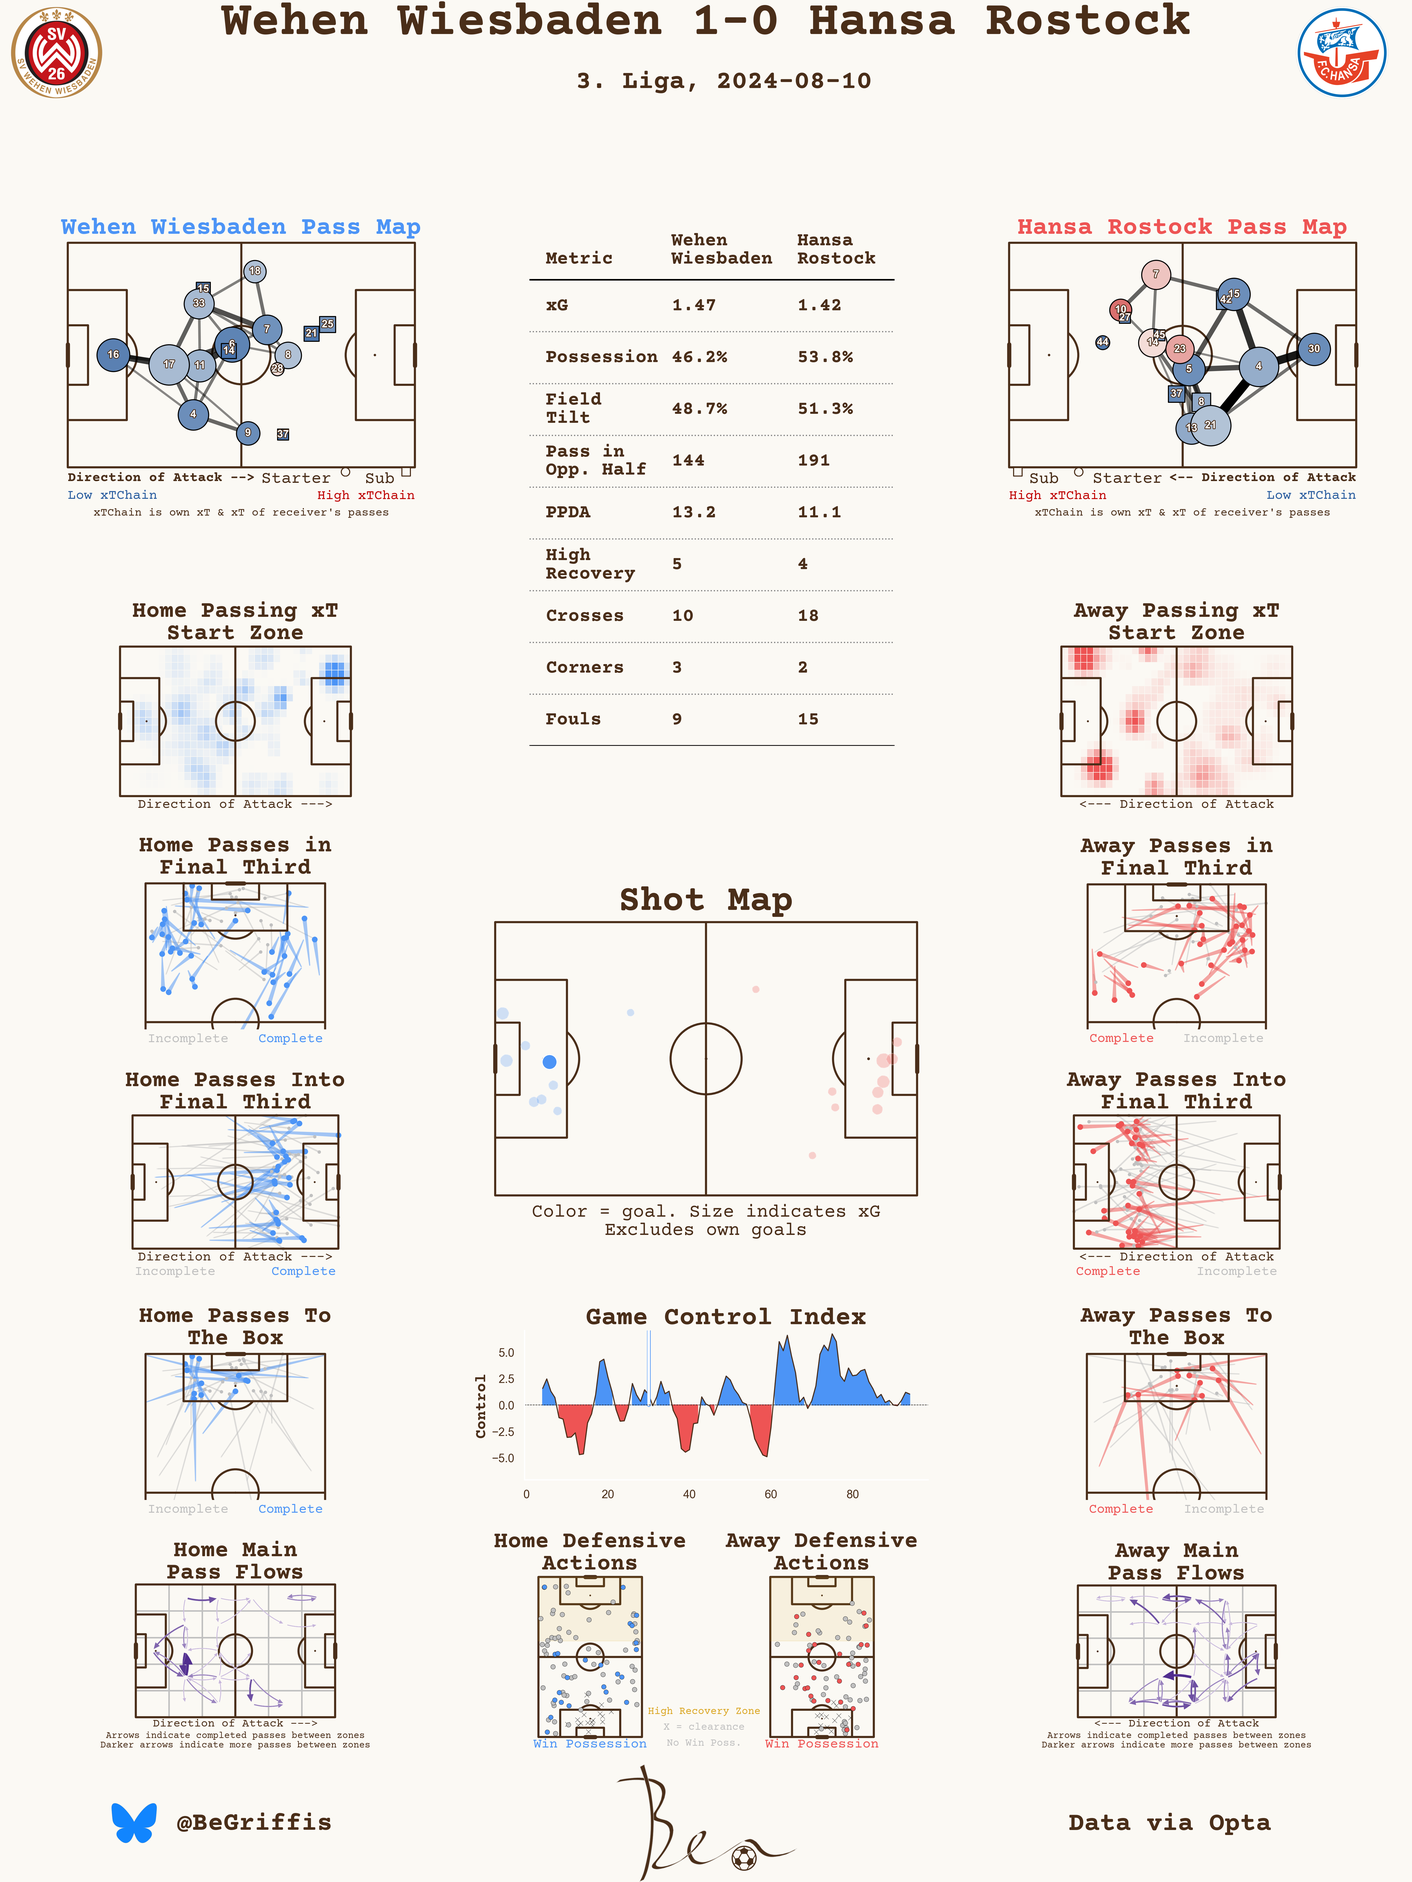 Wehen Wiesbaden 1-0 Hansa Rostock
3. Liga, 2024-08-10
SV
26
SV WEHEN WIESBADEN
F.C. HANSA
Wehen Wiesbaden Pass Map
18
15
33
7
25
21
6
14
16
17
11
8
28
4
9
37
Direction of Attack --> Starter Sub
Low xTChain High xTChain
xTChain is own xT & xT of receiver's passes
Metric Wehen Wiesbaden Hansa Rostock
xG 1.47 1.42
Possession 46.2% 53.8%
Field Tilt 48.7% 51.3%
Pass in Opp. Half 144 191
PPDA 13.2 11.1
High Recovery 5 4
Crosses 10 18
Corners 3 2
Fouls 9 15
Hansa Rostock Pass Map
7
15
42
10
27
45
44
14
23
30
5
4
37
8
13
21
Sub Starter <-- Direction of Attack
High xTChain Low xTChain
xTChain is own xT & xT of receiver's passes
Home Passing xT
Start Zone
Direction of Attack --->
Away Passing xT
Start Zone
<--- Direction of Attack
Home Passes in
Final Third
Incomplete Complete
Shot Map
Color = goal. Size indicates xG
Excludes own goals
Away Passes in
Final Third
Complete Incomplete
Home Passes Into
Final Third
Direction of Attack --->
Incomplete Complete
Away Passes Into
Final Third
<--- Direction of Attack
Complete Incomplete
Home Passes To
The Box
Incomplete Complete
Game Control Index
Control
5.0
2.5
0.0
−2.5
−5.0
0 20 40 60 80
Away Passes To
The Box
Complete Incomplete
Home Main
Pass Flows
Direction of Attack --->
Arrows indicate completed passes between zones
Darker arrows indicate more passes between zones
Home Defensive
Actions
Win Possession
Away Defensive
Actions
Win Possession
High Recovery Zone
X = clearance
No Win Poss.
Away Main
Pass Flows
<--- Direction of Attack
Arrows indicate completed passes between zones
Darker arrows indicate more passes between zones
@BeGriffis
Ben
Data via Opta